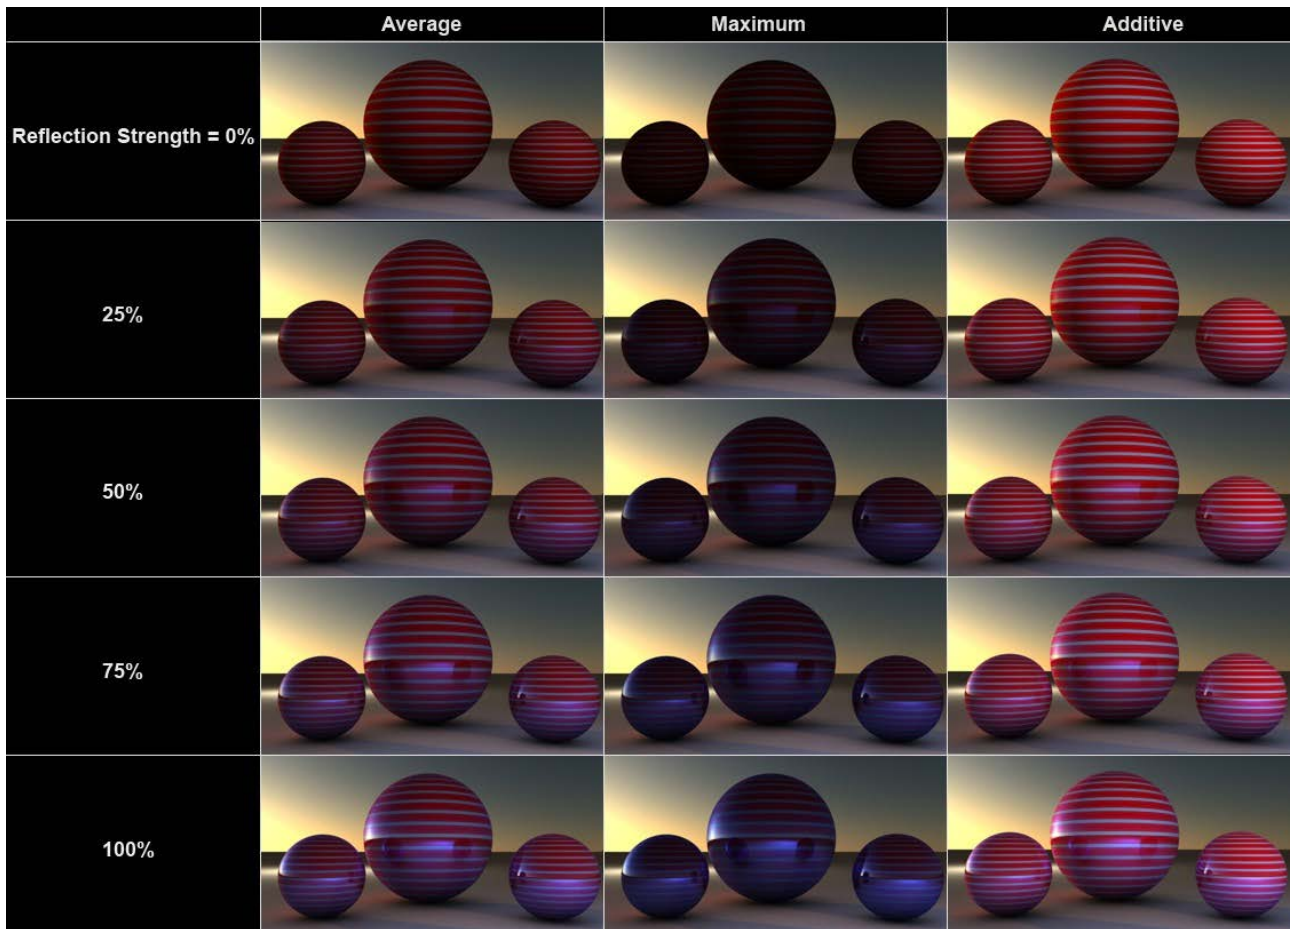 Average Maximum Additive
Reflection Strength = 0%
25%
50%
75%
100%